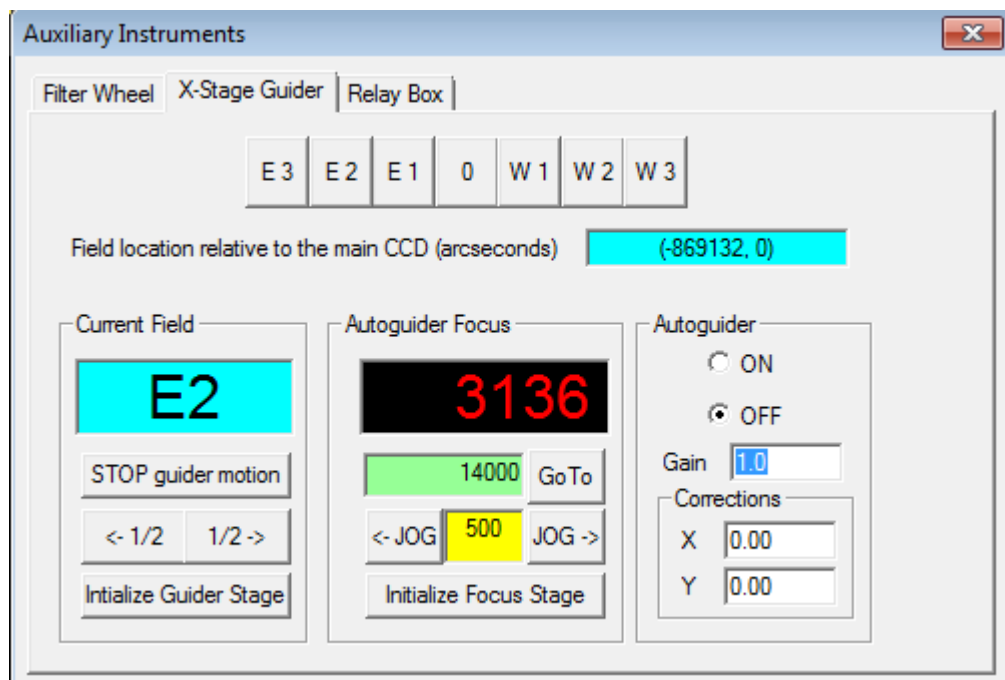 Auxiliary Instruments
Filter Wheel X-Stage Guider Relay Box
E 3 E 2 E 1 0 W 1 W 2 W 3
Field location relative to the main CCD (arcseconds) (-869132, 0)
Current Field
E2
STOP guider motion
<- 1/2 1/2 ->
Intialize Guider Stage
Autoguider Focus
3136
14000 GoTo
<- JOG 500 JOG ->
Initialize Focus Stage
Autoguider
ON
OFF
Gain 1.0
Corrections
X 0.00
Y 0.00